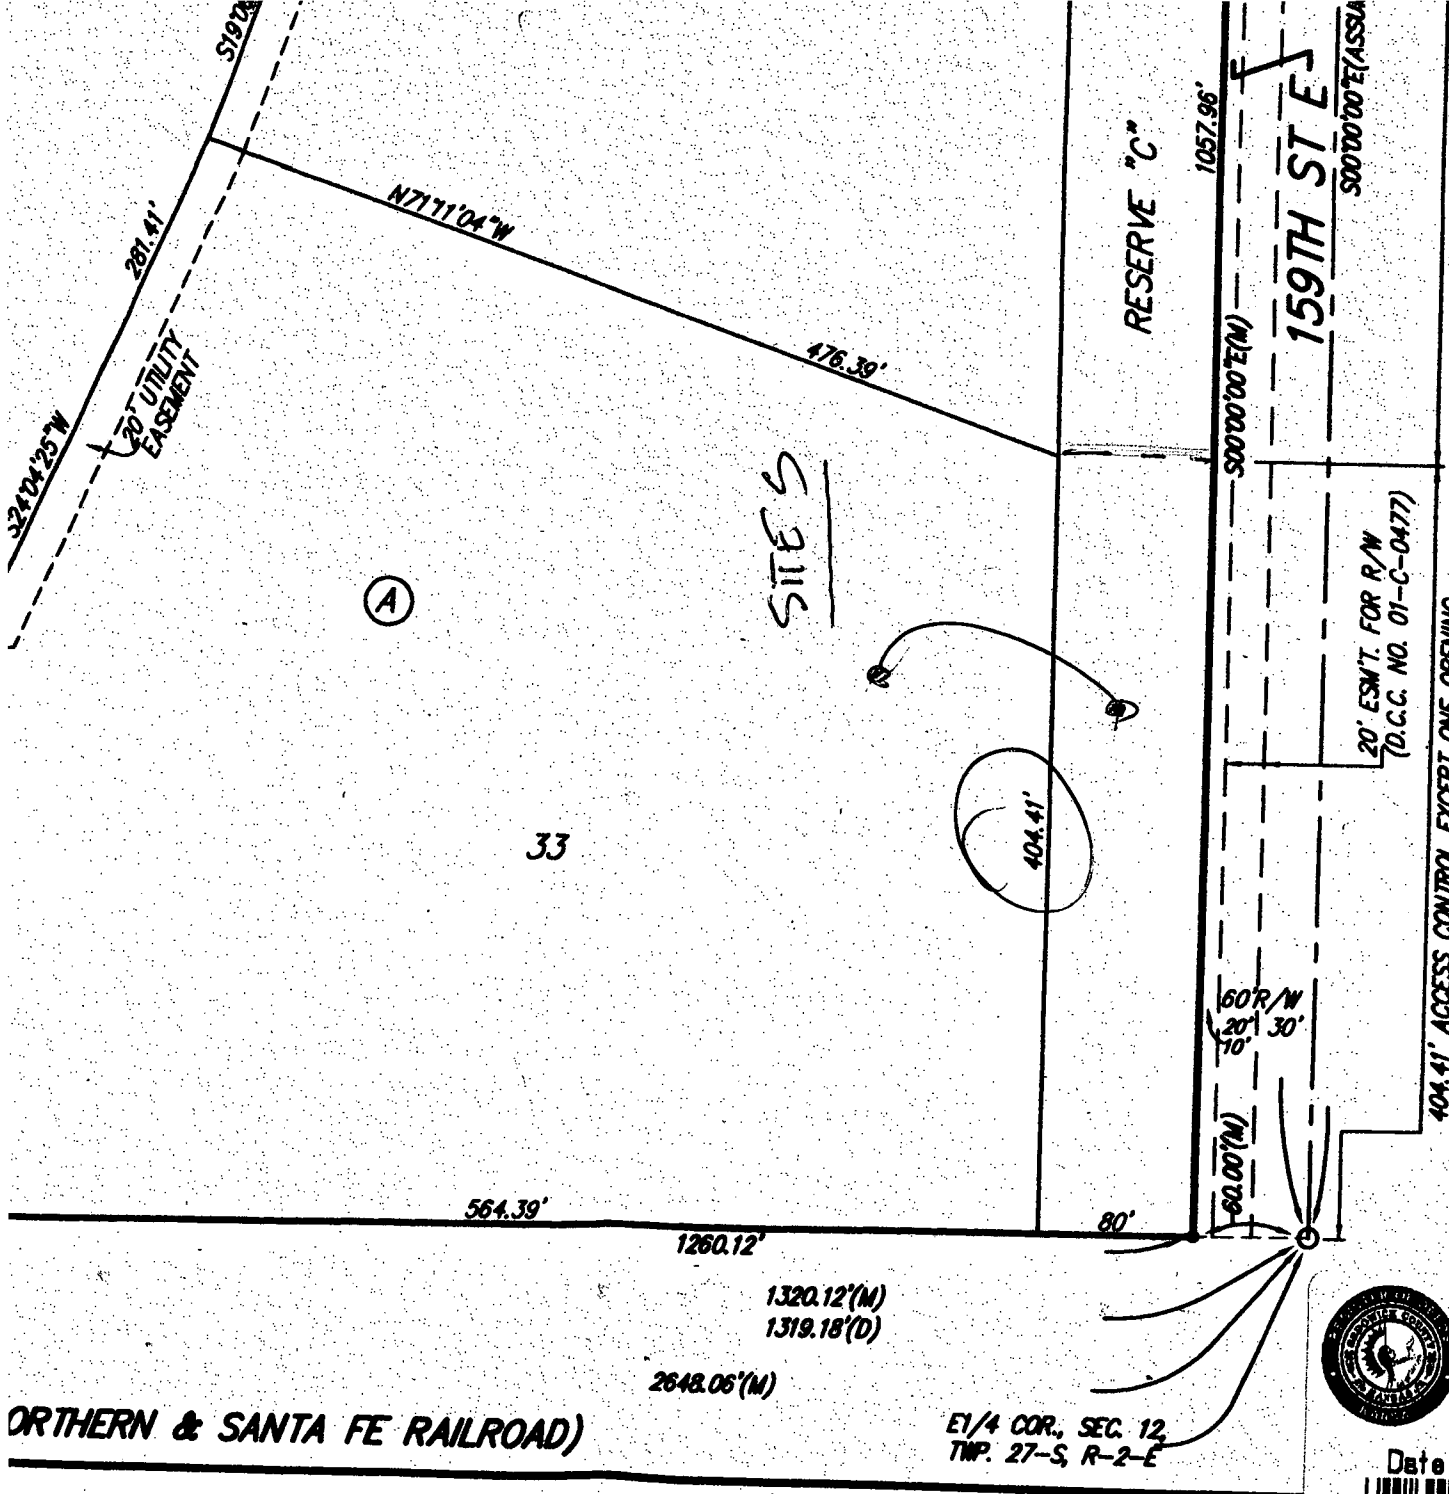 S19°0
281.41'
N71°11'04"W
476.39'
S24°04'25"W
20' UTILITY
EASEMENT
A
SITE S
33
RESERVE "C"
1057.96'
159TH ST E
S00°00'00"E(ASSU
S00°00'00"E(M)
20' ESM'T. FOR R/W
(D.C.C. NO. 01-C-0477)
404.41' ACCESS CONTROL EXCEPT ONE OPENING
404.41'
60'R/W
20' 30'
10'
60.00'(M)
564.39'
80'
1260.12'
1320.12'(M)
1319.18'(D)
2648.06'(M)
ORTHERN & SANTA FE RAILROAD)
E1/4 COR., SEC. 12,
TWP. 27-S, R-2-E
SEDGWICK COUNTY
KANSAS
Date